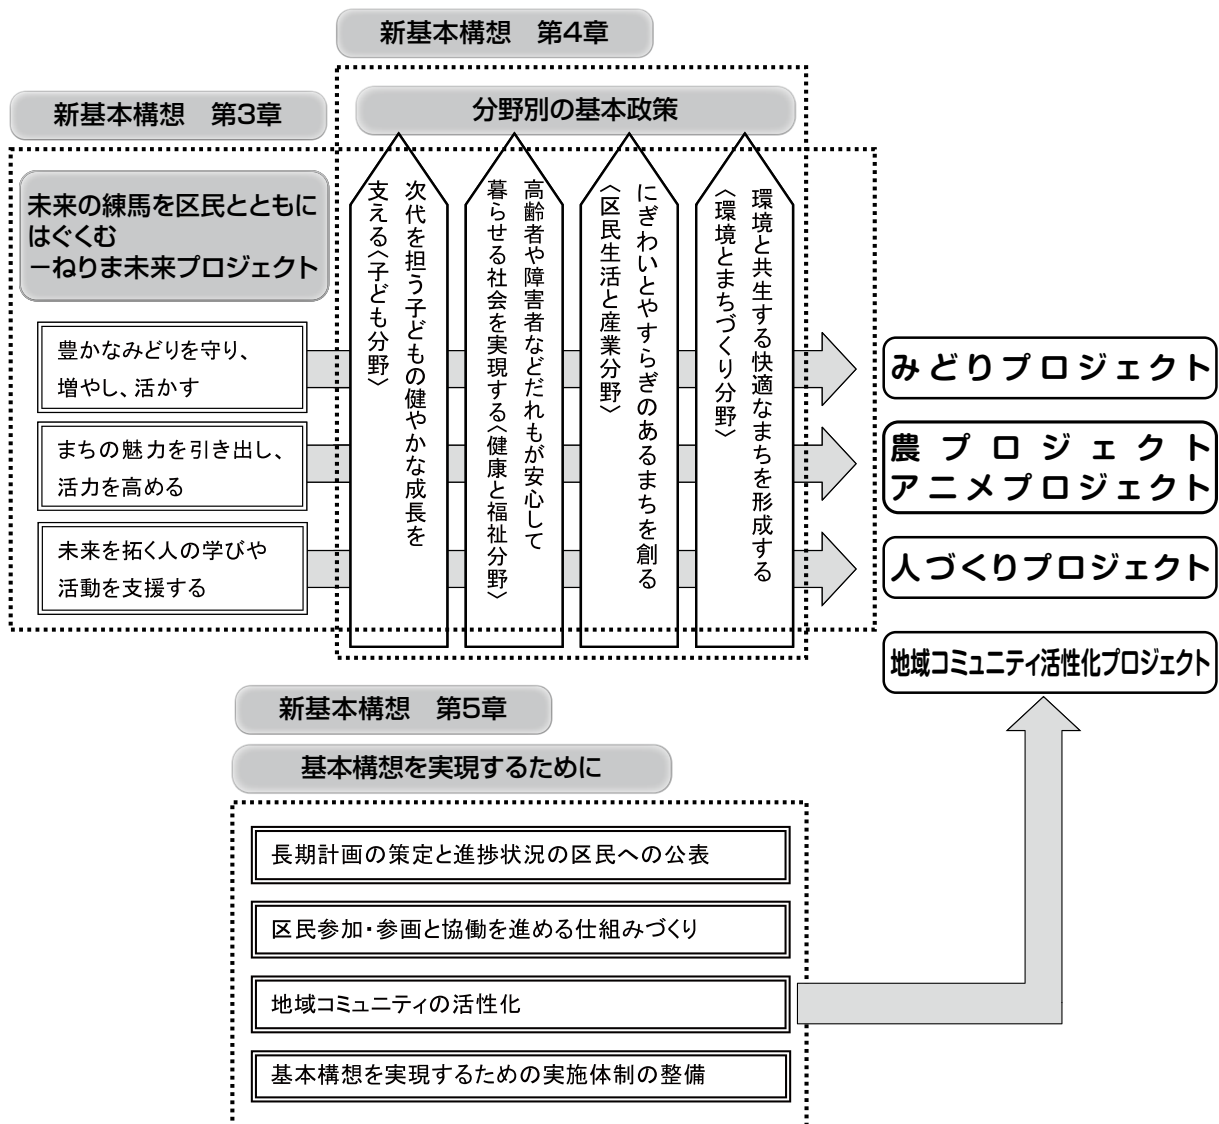 新基本構想　第4章
分野別の基本政策
新基本構想　第3章
未来の練馬を区民とともに
はぐくむ
－ねりま未来プロジェクト
豊かなみどりを守り、
増やし、活かす
まちの魅力を引き出し、
活力を高める
未来を拓く人の学びや
活動を支援する
次代を担う子どもの健やかな成長を
支える〈子ども分野〉
高齢者や障害者などだれもが安心して
暮らせる社会を実現する〈健康と福祉分野〉
にぎわいとやすらぎのあるまちを創る
〈区民生活と産業分野〉
環境と共生する快適なまちを形成する
〈環境とまちづくり分野〉
みどりプロジェクト
農プロジェクト
アニメプロジェクト
人づくりプロジェクト
地域コミュニティ活性化プロジェクト
新基本構想　第5章
基本構想を実現するために
長期計画の策定と進捗状況の区民への公表
区民参加・参画と協働を進める仕組みづくり
地域コミュニティの活性化
基本構想を実現するための実施体制の整備